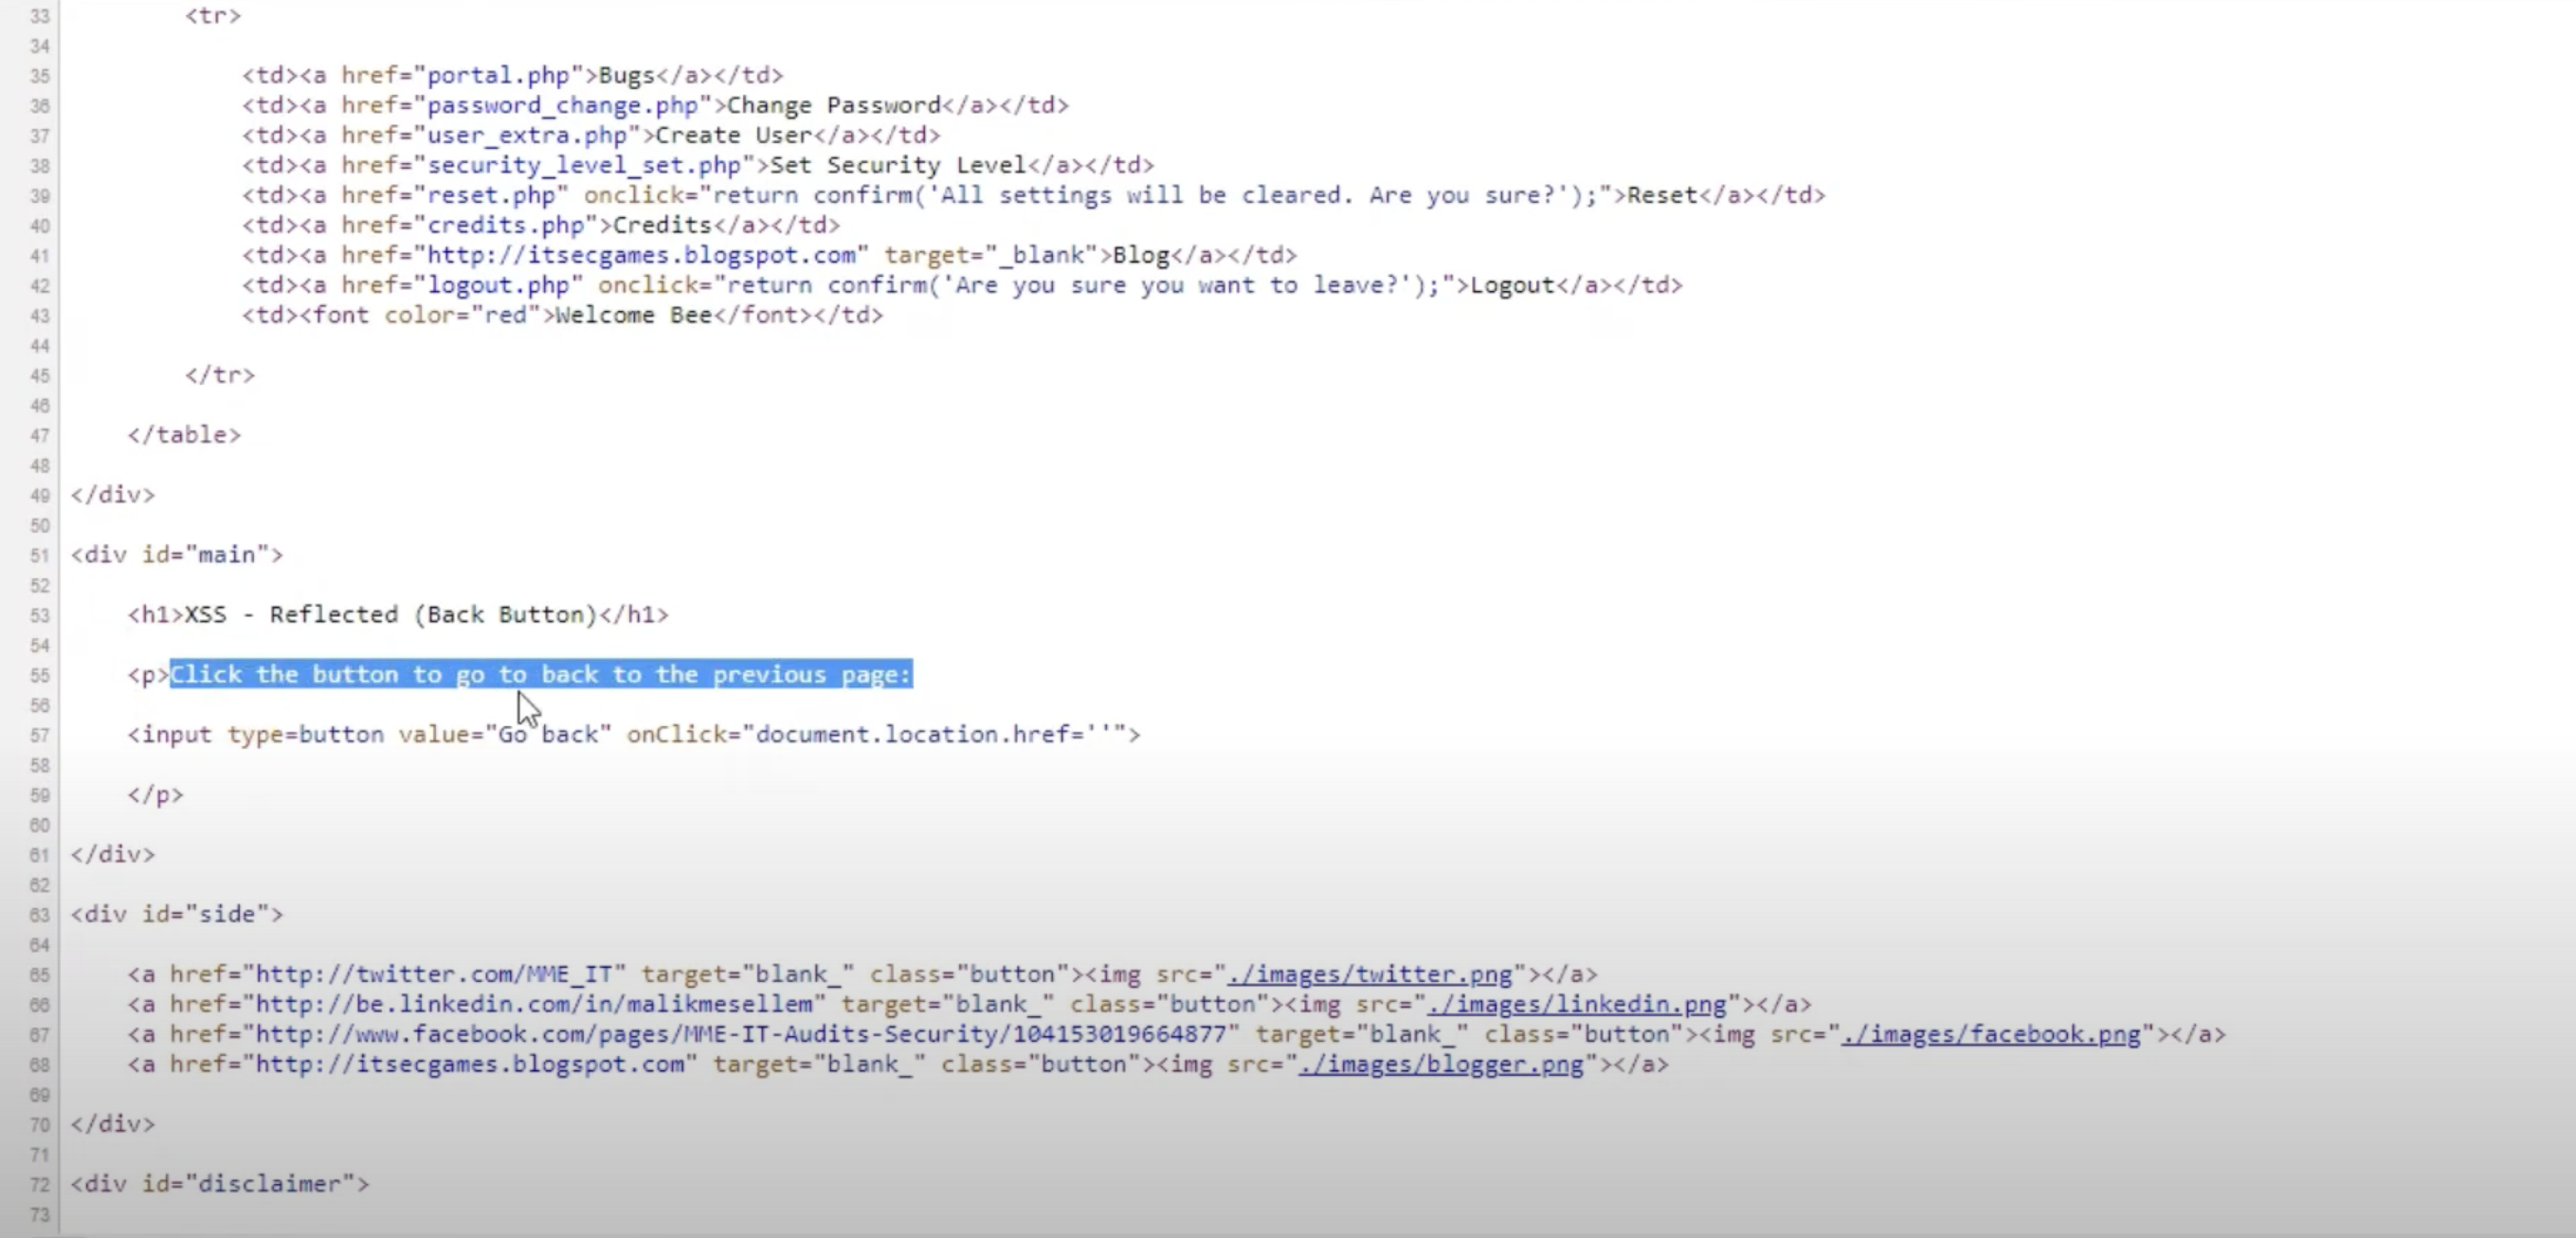 33 <tr>
34
35 <td><a href="portal.php">Bugs</a></td>
36 <td><a href="password_change.php">Change Password</a></td>
37 <td><a href="user_extra.php">Create User</a></td>
38 <td><a href="security_level_set.php">Set Security Level</a></td>
39 <td><a href="reset.php" onclick="return confirm('All settings will be cleared. Are you sure?');">Reset</a></td>
40 <td><a href="credits.php">Credits</a></td>
41 <td><a href="http://itsecgames.blogspot.com" target="_blank">Blog</a></td>
42 <td><a href="logout.php" onclick="return confirm('Are you sure you want to leave?');">Logout</a></td>
43 <td><font color="red">Welcome Bee</font></td>
44
45 </tr>
46
47 </table>
48
49 </div>
50
51 <div id="main">
52
53 <h1>XSS - Reflected (Back Button)</h1>
54
55 <p>Click the button to go to back to the previous page:
56
57 <input type=button value="Go back" onClick="document.location.href=''">
58
59 </p>
60
61 </div>
62
63 <div id="side">
64
65 <a href="http://twitter.com/MME_IT" target="blank_" class="button"><img src="./images/twitter.png"></a>
66 <a href="http://be.linkedin.com/in/malikmesellem" target="blank_" class="button"><img src="./images/linkedin.png"></a>
67 <a href="http://www.facebook.com/pages/MME-IT-Audits-Security/104153019664877" target="blank_" class="button"><img src="./images/facebook.png"></a>
68 <a href="http://itsecgames.blogspot.com" target="blank_" class="button"><img src="./images/blogger.png"></a>
69
70 </div>
71
72 <div id="disclaimer">
73